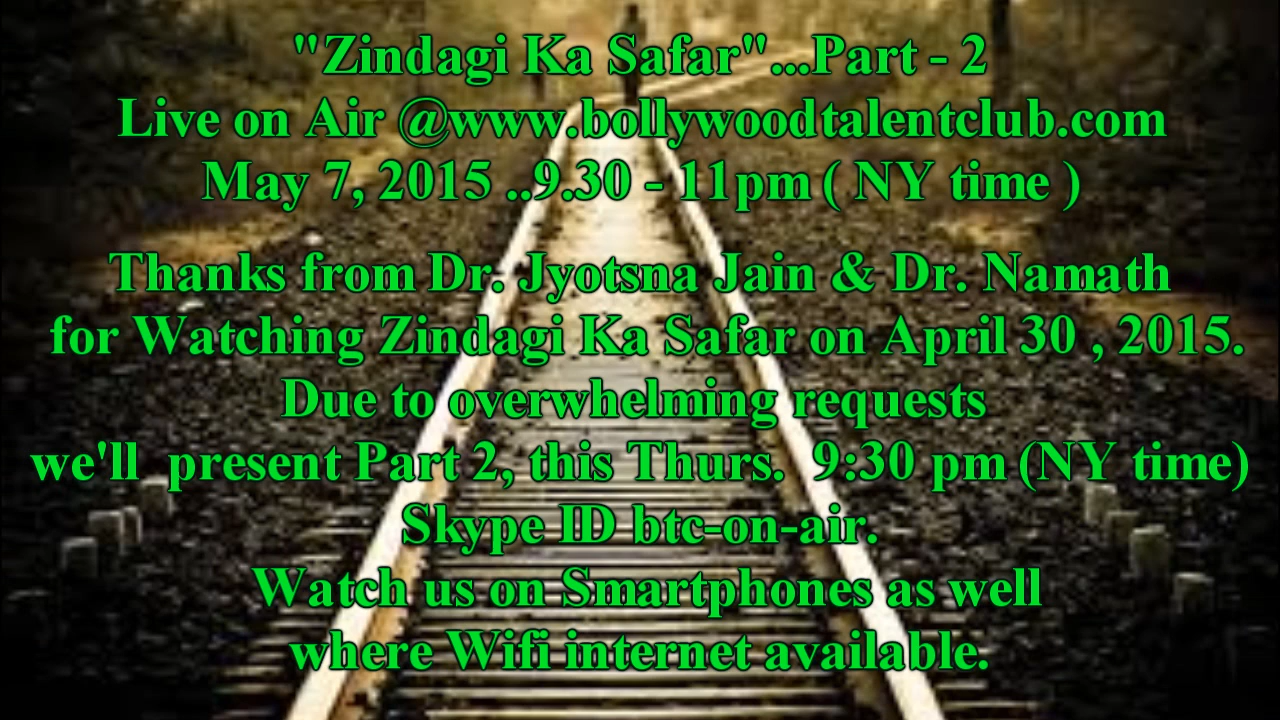 "Zindagi Ka Safar"...Part - 2
Live on Air @www.bollywoodtalentclub.com
May 7, 2015 ..9.30 - 11pm ( NY time )
Thanks from Dr. Jyotsna Jain & Dr. Namath
for Watching Zindagi Ka Safar on April 30 , 2015.
Due to overwhelming requests
we'll  present Part 2, this Thurs.  9:30 pm (NY time)
Skype ID btc-on-air.
Watch us on Smartphones as well
where Wifi internet available.